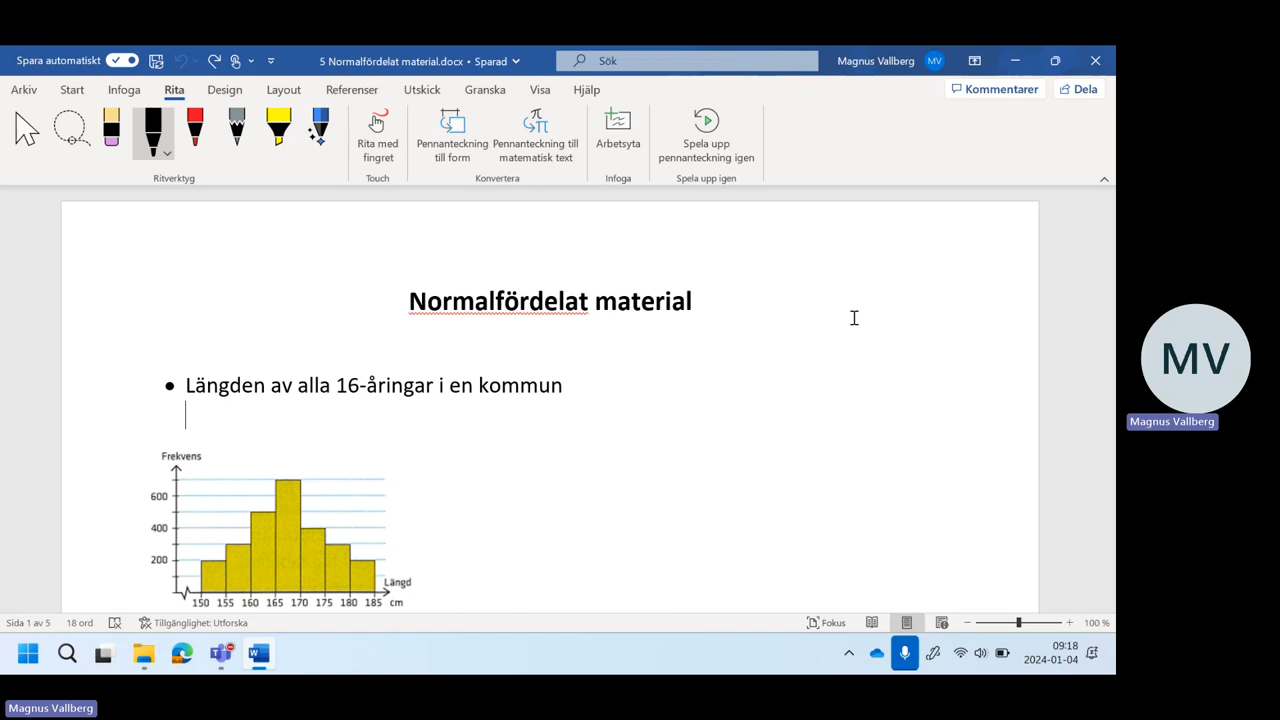 Spara automatiskt
5 Normalfördelat material.docx • Sparad
Sök
Magnus Vallberg
MV
Arkiv
Start
Infoga
Rita
Design
Layout
Referenser
Utskick
Granska
Visa
Hjälp
Kommentarer
Dela
Rita med fingret
Pennanteckning till form
Pennanteckning till matematisk text
Arbetsyta
Spela upp pennanteckning igen
Ritverktyg
Touch
Konvertera
Infoga
Spela upp igen
Normalfördelat material
• Längden av alla 16-åringar i en kommun
Frekvens
600
400
200
Längd
150 155 160 165 170 175 180 185 cm
MV
Magnus Vallberg
Sida 1 av 5
18 ord
Tillgänglighet: Utforska
Fokus
100 %
09:18
2024-01-04
Magnus Vallberg